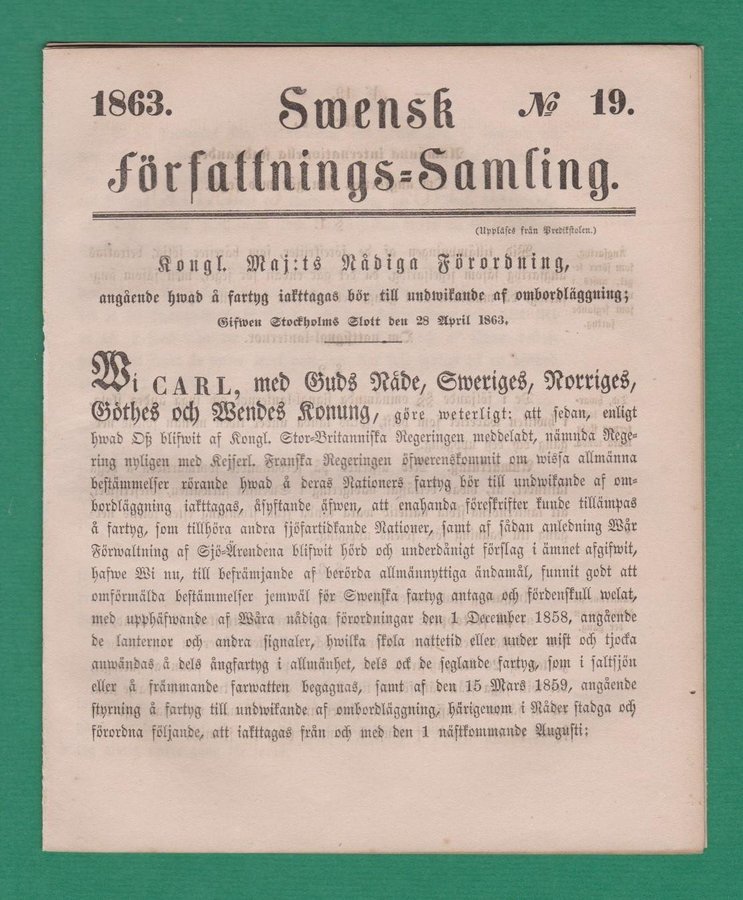 1863. Swensk № 19.
Författnings=Samling.
(Uppläses från Predikstolen.)
Kongl. Maj:ts Nådiga Förordning,
angående hwad å fartyg iakttagas bör till undwikande af ombordläggning;
Gifwen Stockholms Slott den 28 April 1863.
Wi CARL, med Guds Nåde, Sweriges, Norriges,
Göthes och Wendes Konung, göre weterligt: att sedan, enligt
hwad Oß blifwit af Kongl. Stor-Britanniska Regeringen meddeladt, nämnda Rege-
ring nyligen med Kejserl. Franska Regeringen öfwerenskommit om wissa allmänna
bestämmelser rörande hwad å deras Nationers fartyg bör till undwikande af om-
bordläggning iakttagas, åsyftande äfwen, att enahanda föreskrifter kunde tillämpas
å fartyg, som tillhöra andra sjöfartidkande Nationer, samt af sådan anledning Wår
Förwaltning af Sjö-Ärendena blifwit hörd och underdånigt förslag i ämnet afgifwit,
hafwe Wi nu, till befrämjande af berörda allmännyttiga ändamål, funnit godt att
omförmälda bestämmelser jemwäl för Swenska fartyg antaga och fördenskull welat,
med upphäfwande af Wåra nådiga förordningar den 1 December 1858, angående
de lanternor och andra signaler, hwilka skola nattetid eller under mist och tjocka
anwändas å dels ångfartyg i allmänhet, dels ock de seglande fartyg, som i saltsjön
eller å främmande farwatten begagnas, samt af den 15 Mars 1859, angående
styrning å fartyg till undwikande af ombordläggning, härigenom i Nåder stadga och
förordna följande, att iakttagas från och med den 1 nästkommande Augusti: